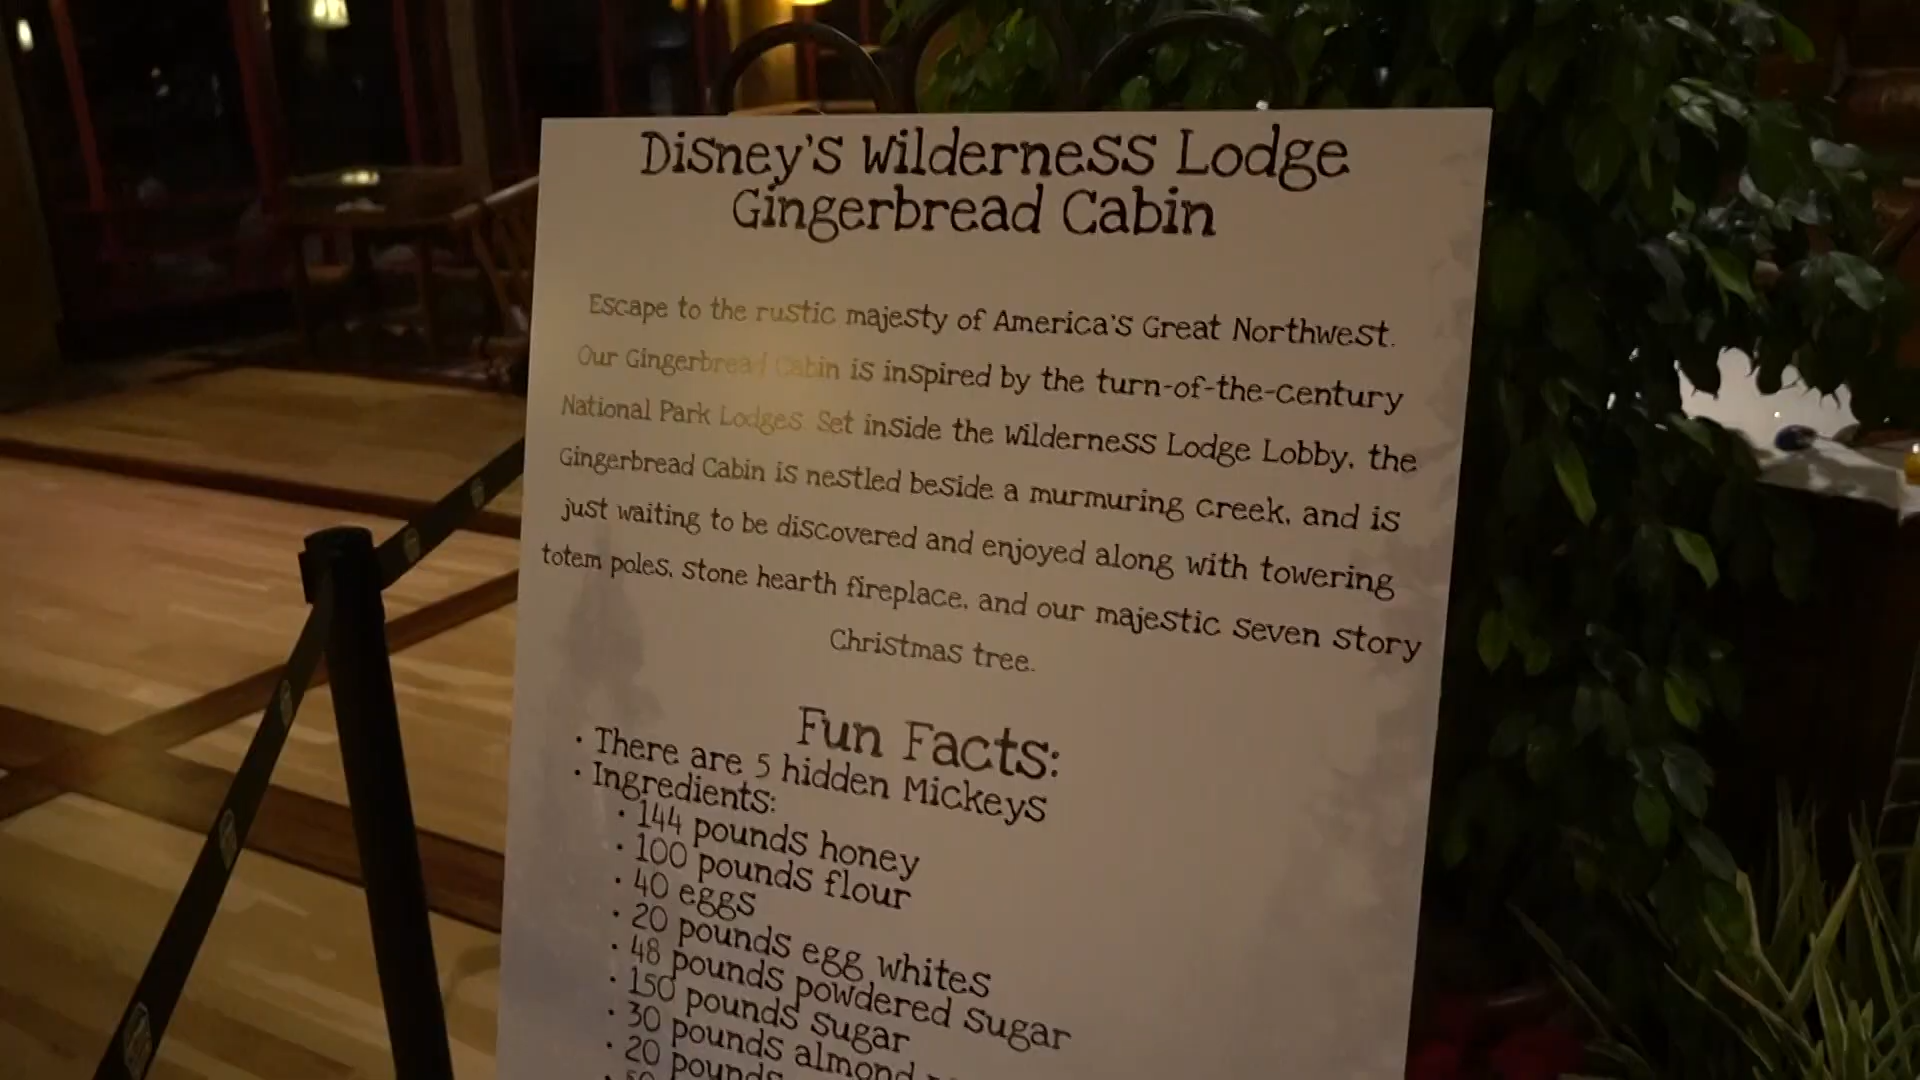 Disney's Wilderness Lodge
Gingerbread Cabin
Escape to the rustic majesty of America's Great Northwest.
Our Gingerbread Cabin is inspired by the turn-of-the-century
National Park Lodges. Set inside the Wilderness Lodge Lobby, the
Gingerbread Cabin is nestled beside a murmuring creek, and is
just waiting to be discovered and enjoyed along with towering
totem poles, stone hearth fireplace, and our majestic seven story
Christmas tree.
Fun Facts:
• There are 5 hidden Mickeys
• Ingredients:
• 144 pounds honey
• 100 pounds flour
• 40 eggs
• 20 pounds egg whites
• 48 pounds powdered sugar
• 150 pounds sugar
• 30 pounds almond
• 20 pounds